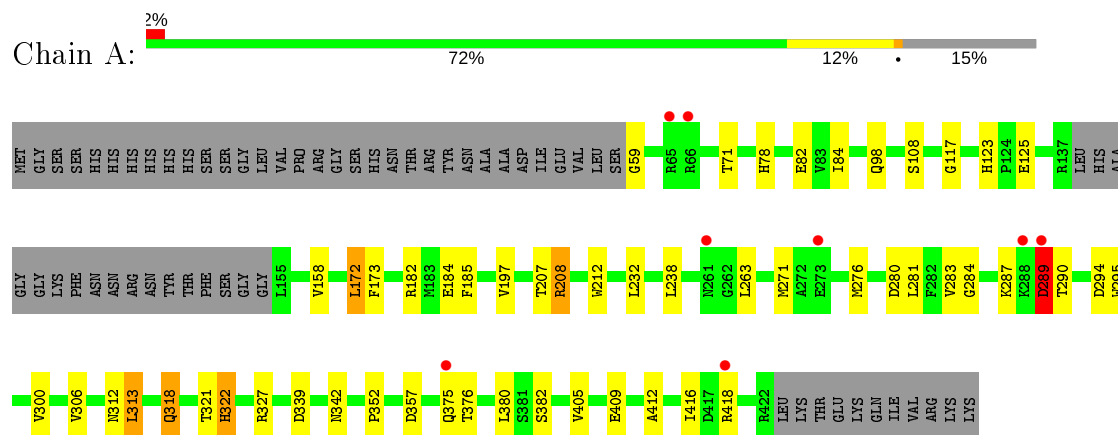 2%
Chain A:
72% 12% • 15%
MET GLY SER SER HIS HIS HIS HIS HIS HIS SER SER GLY LEU VAL PRO ARG GLY SER HIS ASN THR ARG TYR ASN ALA ALA ASP ILE GLU VAL LEU SER G59 R65 R66 T71 H78 E82 V83 I84 Q98 S108 G117 H123 P124 E125 R137 LEU HIS ALA
GLY GLY LYS PHE ASN ASN ARG ASN TYR THR PHE SER GLY GLY L155 V158 L172 F173 R182 M183 E184 F185 V197 T207 R208 W212 L232 L238 N261 G262 L263 M271 A272 E273 M276 D280 L281 F282 V283 G284 K287 K288 D289 T290 D294 W295
V300 V306 N312 L313 Q318 T321 H322 R327 D339 N342 P352 D357 Q375 T376 L380 S381 S382 V405 E409 A412 I416 D417 R418 R422 LEU LYS THR GLU LYS GLN ILE VAL ARG LYS LYS